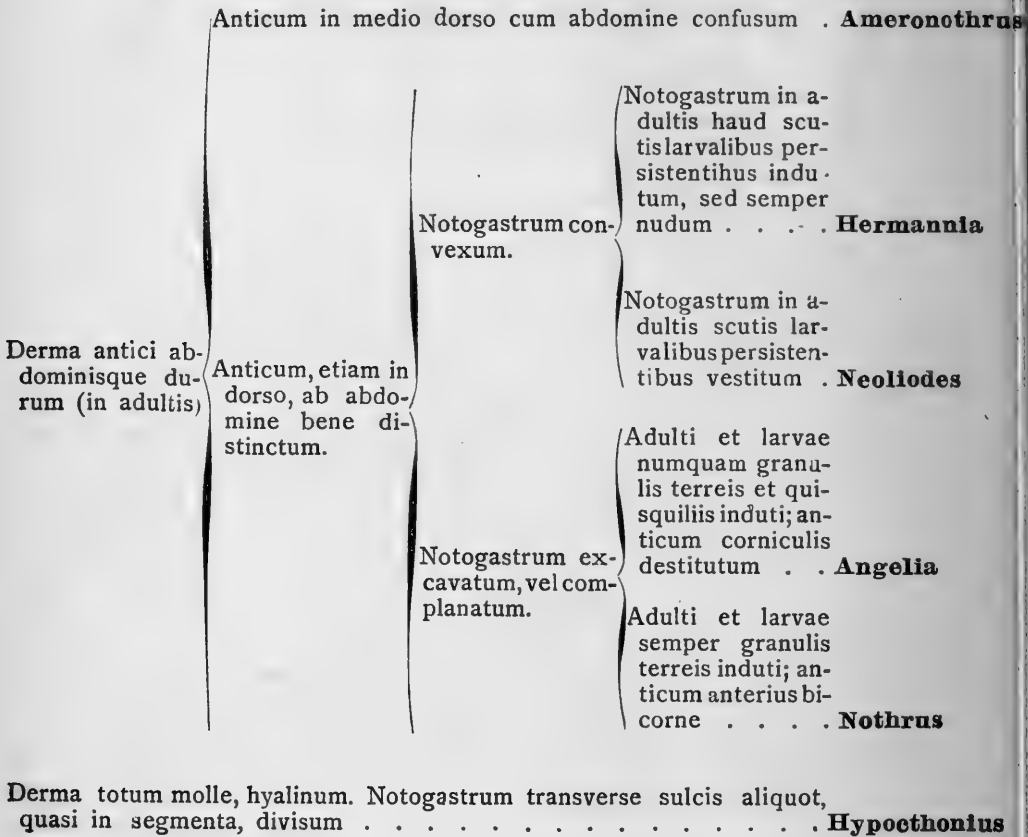 Anticum in medio dorso cum abdomine confusum . Ameronothrus
Notogastrum in a-
dultis haud scu-
tis larvalibus per-
sistentihus indu-
tum, sed semper
nudum . . . . Hermannia
Notogastrum con-
vexum.
Notogastrum in a-
dultis scutis lar-
valibus persisten-
tibus vestitum . Neoliodes
Derma antici ab-
dominisque du-
rum (in adultis)
Anticum, etiam in
dorso, ab abdo-
mine bene di-
stinctum.
Adulti et larvae
numquam granu-
lis terreis et qui-
squiliis induti; an-
ticum corniculis
destitutum . . Angelia
Notogastrum ex-
cavatum, vel com-
planatum.
Adulti et larvae
semper granulis
terreis induti; an-
ticum anterius bi-
corne . . . . Nothrus
Derma totum molle, hyalinum. Notogastrum transverse sulcis aliquot,
quasi in segmenta, divisum . . . . . . . . . . . . . . . Hypocthonius